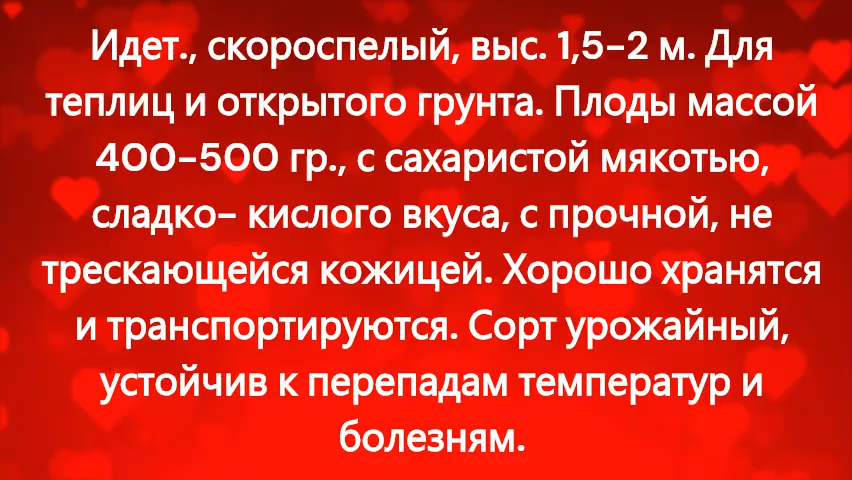 Идет., скороспелый, выс. 1,5-2 м. Для
теплиц и открытого грунта. Плоды массой
400-500 гр., с сахаристой мякотью,
сладко- кислого вкуса, с прочной, не
трескающейся кожицей. Хорошо хранятся
и транспортируются. Сорт урожайный,
устойчив к перепадам температур и
болезням.